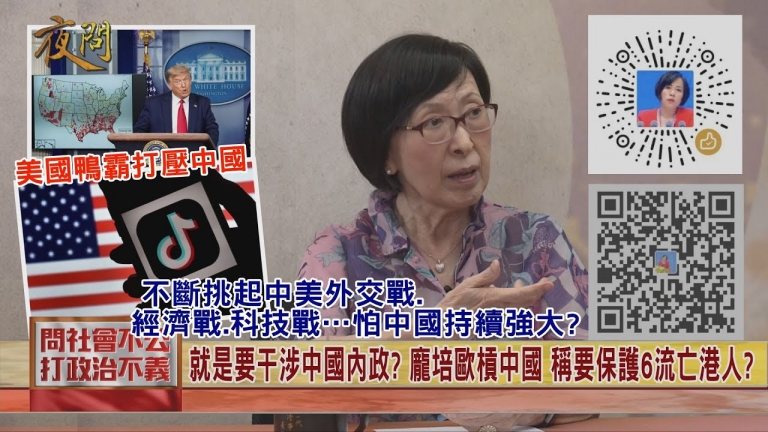 夜問
THE WHITE HOUSE
美國鴨霸打壓中國.
不斷挑起中美外交戰.
經濟戰.科技戰…怕中國持續強大?
問社會不公
打政治不義
就是要干涉中國內政? 龐培歐槓中國 稱要保護6流亡港人?